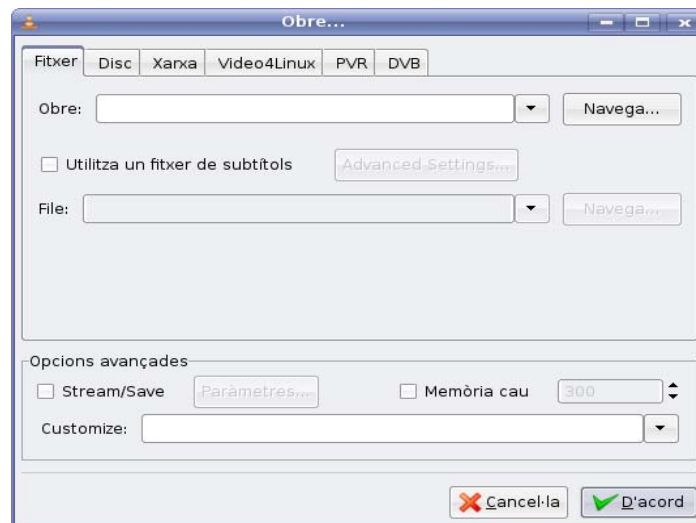 Obre...
Fitxer Disc Xarxa Video4Linux PVR DVB
Obre: Navega...
Utilitza un fitxer de subtítols Advanced Settings...
File: Navega...
Opcions avançades
Stream/Save Paràmetres... Memòria cau 300
Customize:
Cancel·la D'acord